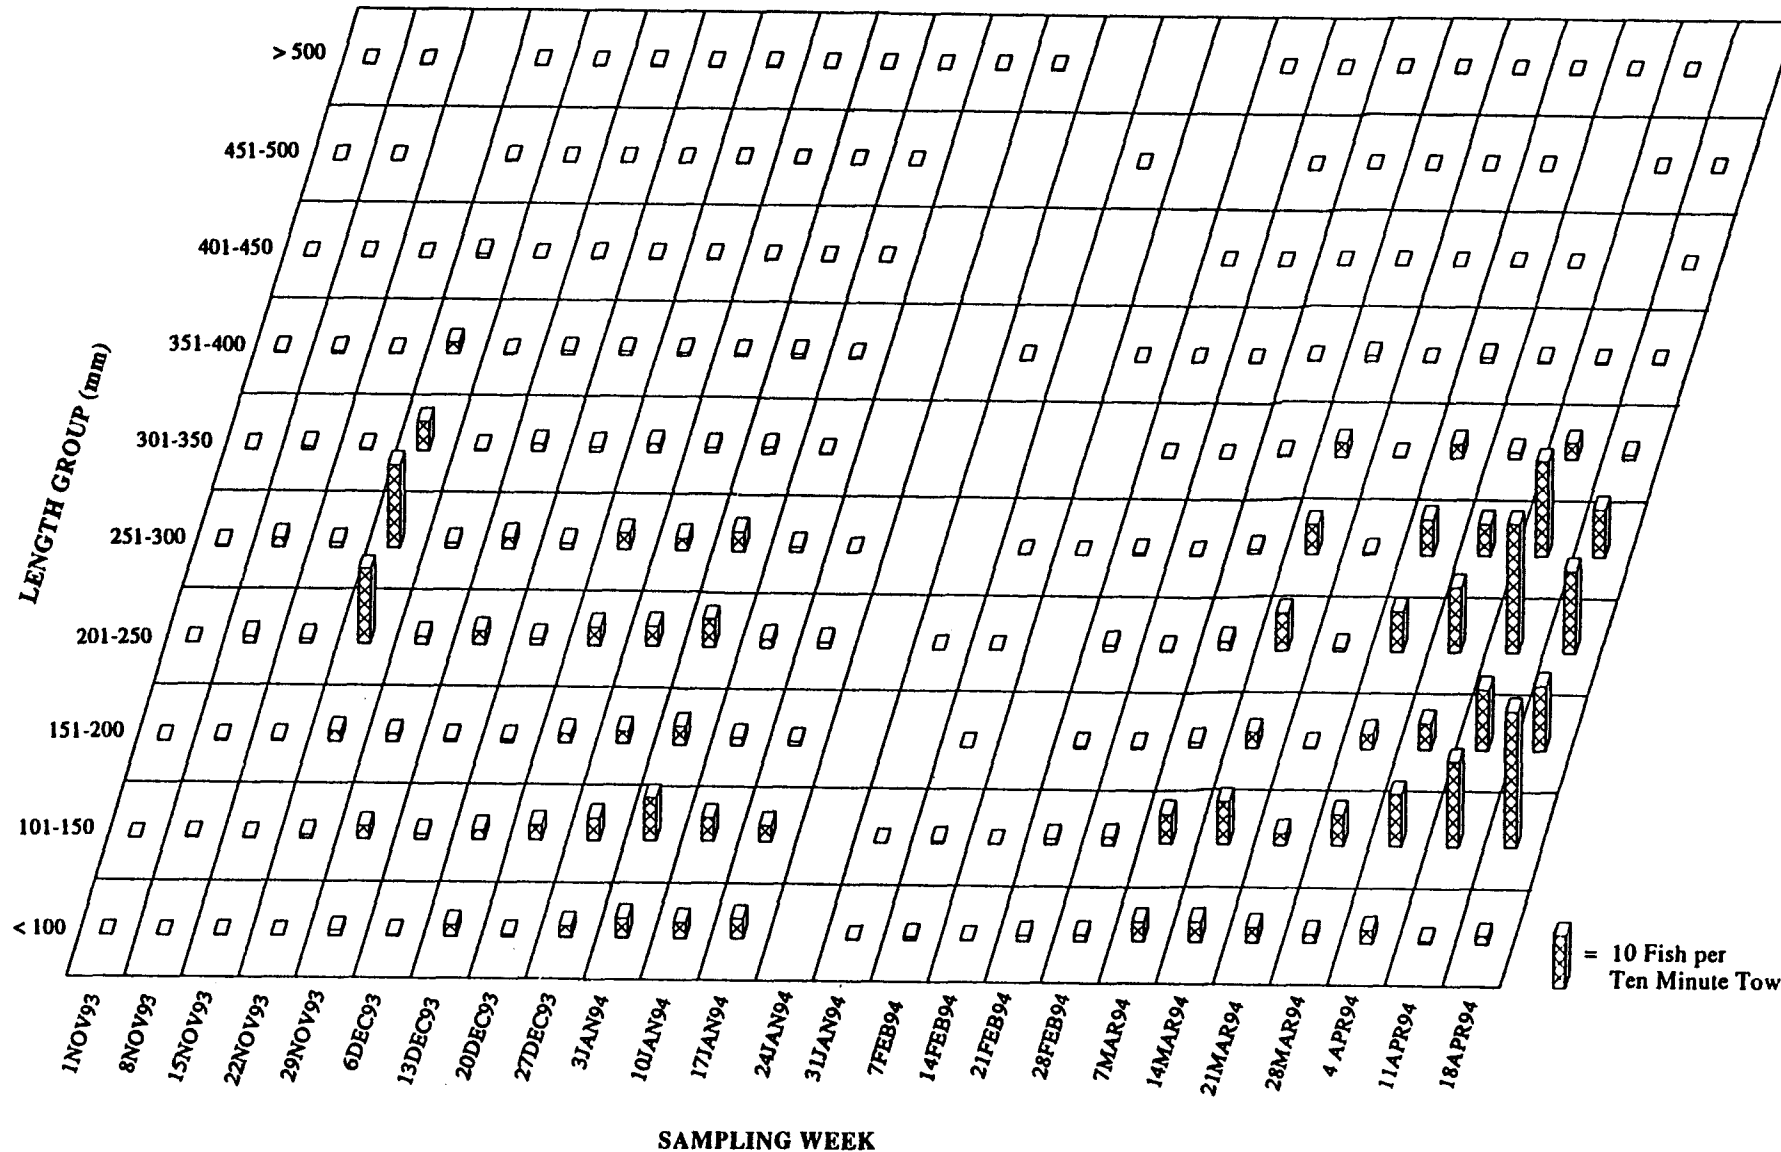 > 500
451-500
401-450
351-400
301-350
251-300
201-250
151-200
101-150
< 100
LENGTH GROUP (mm)
1NOV93
8NOV93
15NOV93
22NOV93
29NOV93
6DEC93
13DEC93
20DEC93
27DEC93
3JAN94
10JAN94
17JAN94
24JAN94
31JAN94
7FEB94
14FEB94
21FEB94
28FEB94
7MAR94
14MAR94
21MAR94
28MAR94
4 APR94
11APR94
18APR94
SAMPLING WEEK
= 10 Fish per
Ten Minute Tow